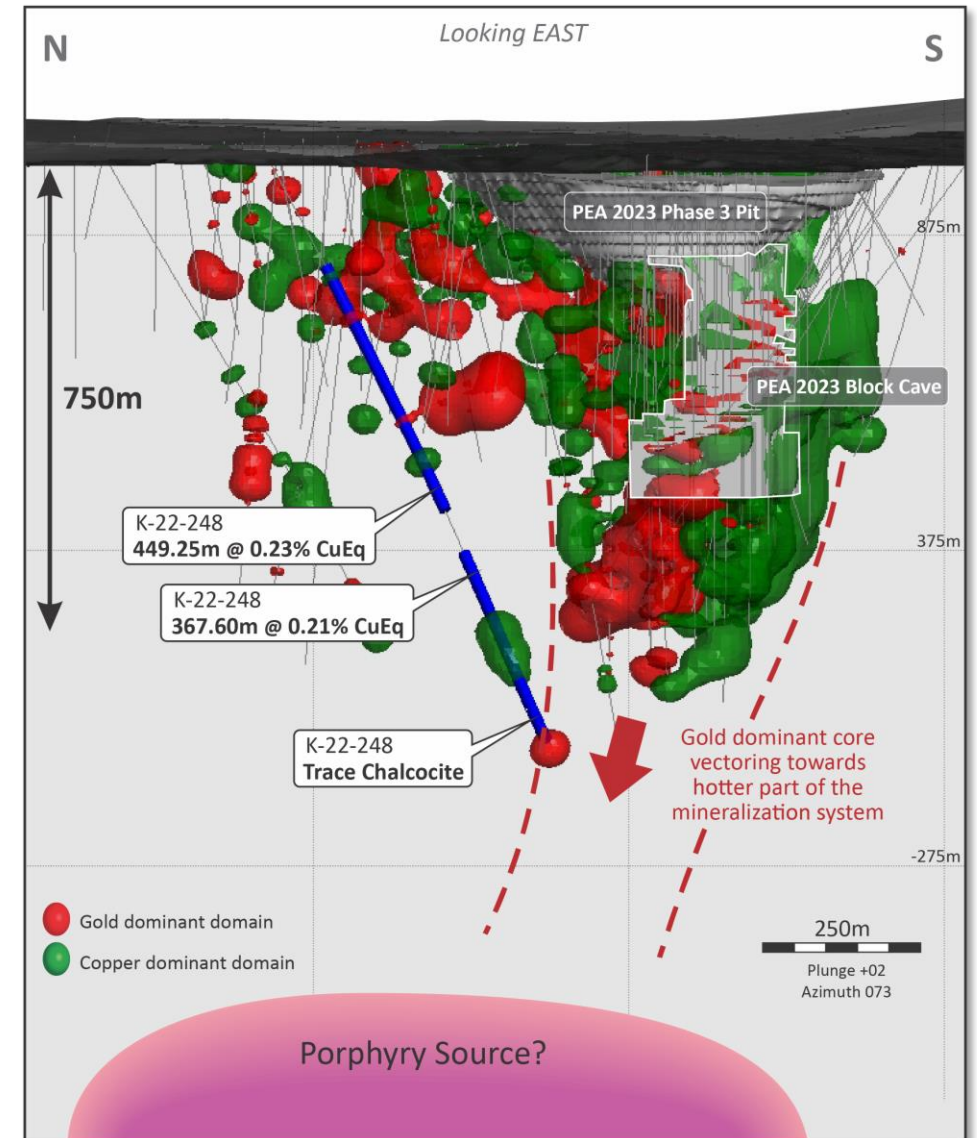 Looking EAST
N
S
PEA 2023 Phase 3 Pit
875m
750m
PEA 2023 Block Cave
K-22-248
449.25m @ 0.23% CuEq
375m
K-22-248
367.60m @ 0.21% CuEq
K-22-248
Trace Chalcocite
Gold dominant core
vectoring towards
hotter part of the
mineralization system
-275m
Gold dominant domain
Copper dominant domain
250m
Plunge +02
Azimuth 073
Porphyry Source?